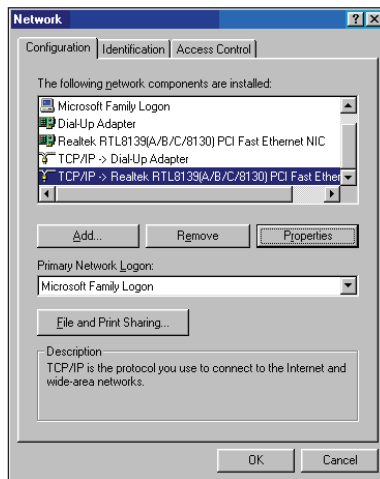 Network
Configuration Identification Access Control
The following network components are installed:
Microsoft Family Logon
Dial-Up Adapter
Realtek RTL8139(A/B/C/8130) PCI Fast Ethernet NIC
TCP/IP -> Dial-Up Adapter
TCP/IP -> Realtek RTL8139(A/B/C/8130) PCI Fast Ether
Add... Remove Properties
Primary Network Logon:
Microsoft Family Logon
File and Print Sharing...
Description
TCP/IP is the protocol you use to connect to the Internet and
wide-area networks.
OK Cancel